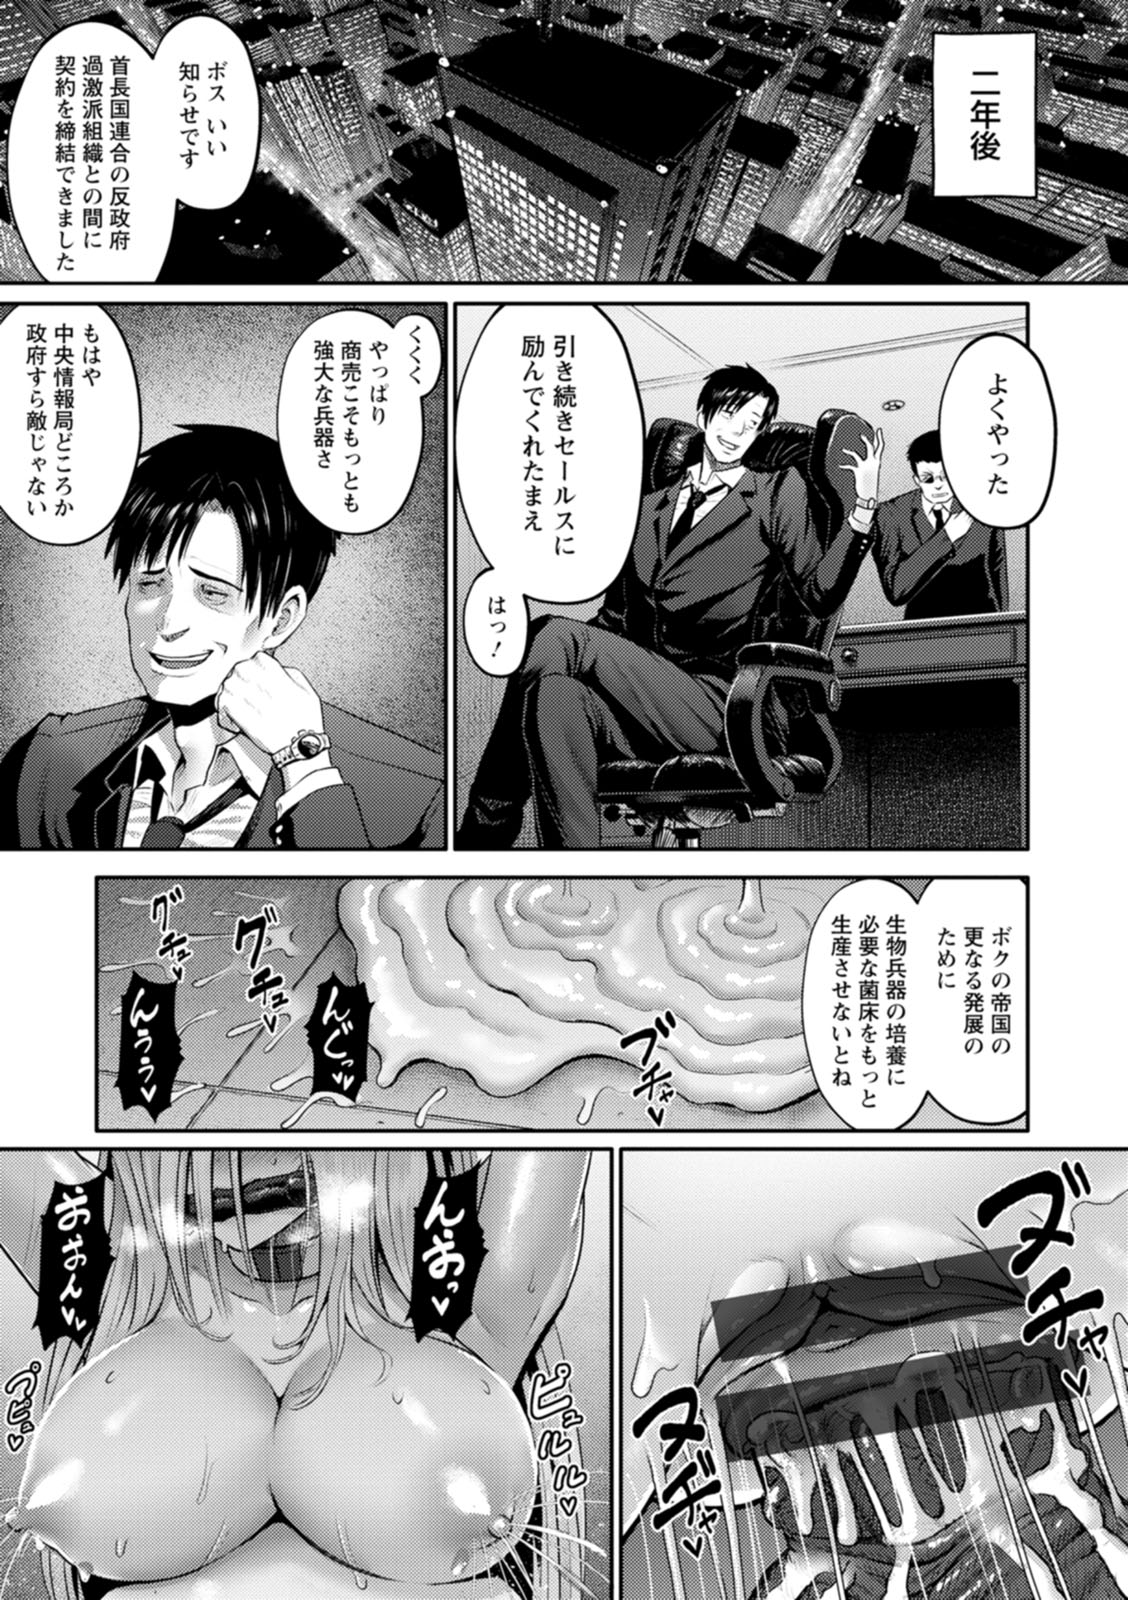 二年後
ボス いい
知らせです
首長国連合の反政府
過激派組織との間に
契約を締結できました
よくやった
引き続きセールスに
励んでくれたまえ
はっ！
くくく
やっぱり
商売こそもっとも
強大な兵器さ
もはや
中央情報局どころか
政府すら敵じゃない
ボクの帝国の
更なる発展の
ために
生物兵器の培養に
必要な菌床をもっと
生産させないとね
ブチャ♥
んぐっ♥♥
グチュ♥
んううっ♥
グチュ♥
ヌチャ♥
ヌチャ♥
んおっ♥♥
ピュルルル♥
おおん♥♥
プピュ♥